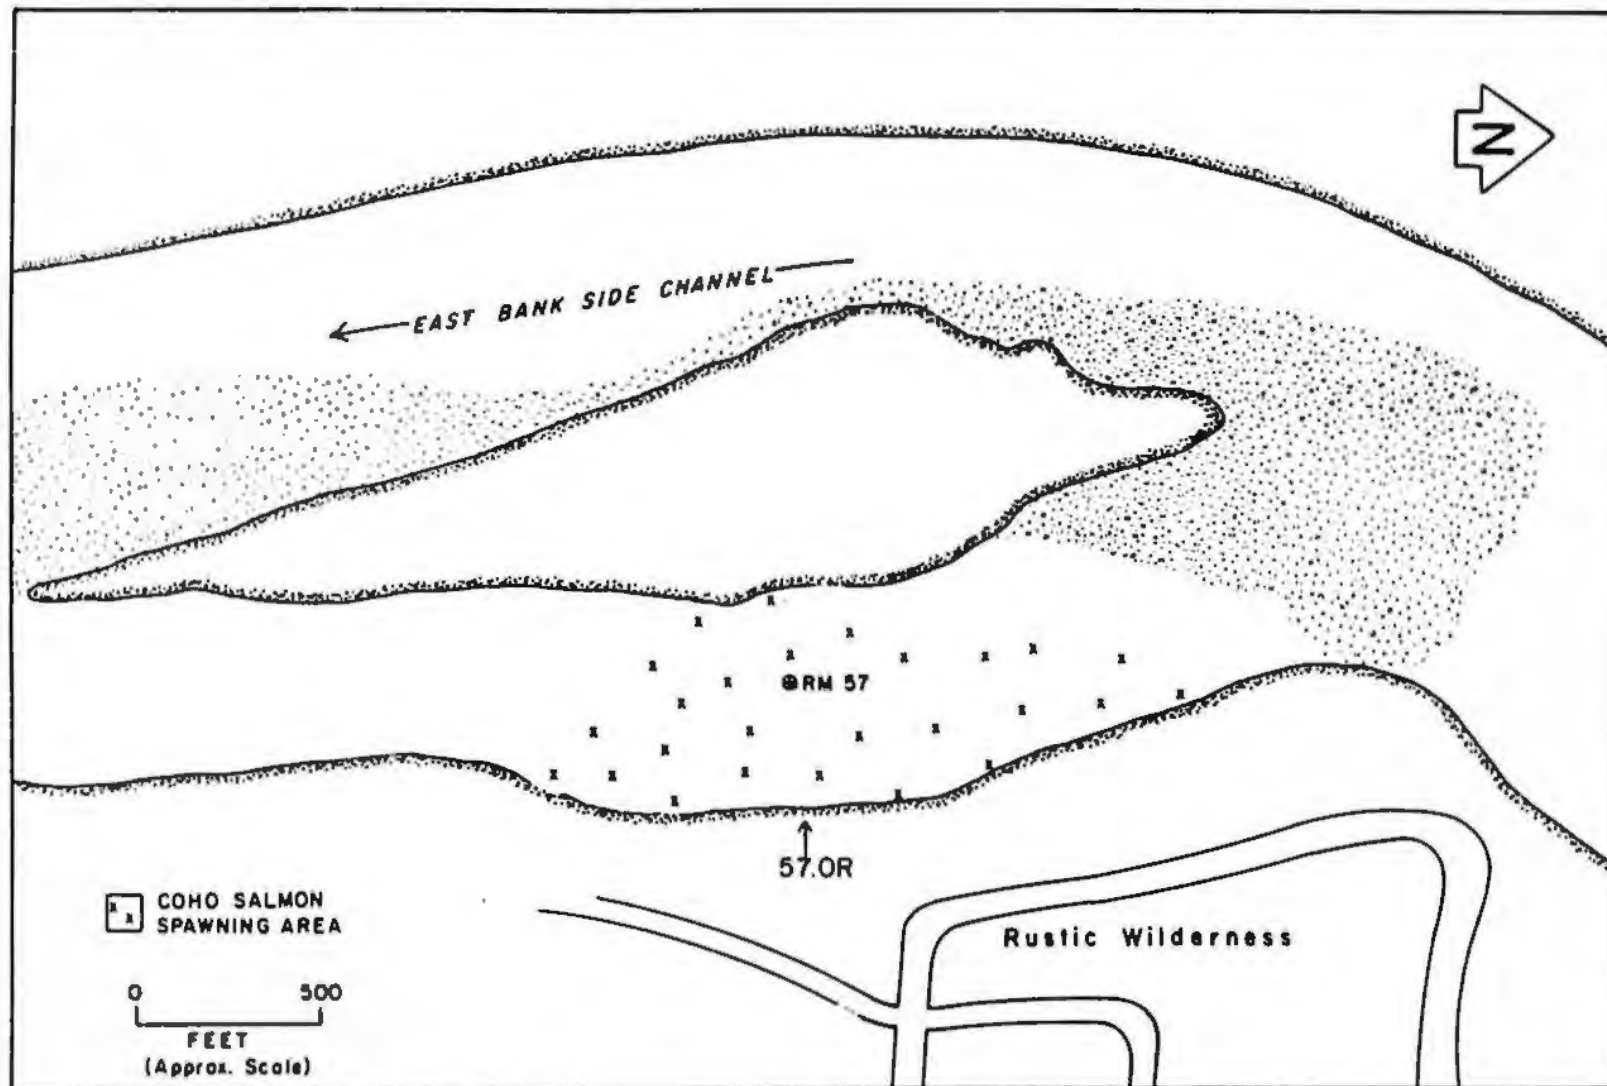 N
EAST BANK SIDE CHANNEL
RM 57
57.0R
COHO SALMON
SPAWNING AREA
Rustic Wilderness
0 500
FEET
(Approx. Scale)